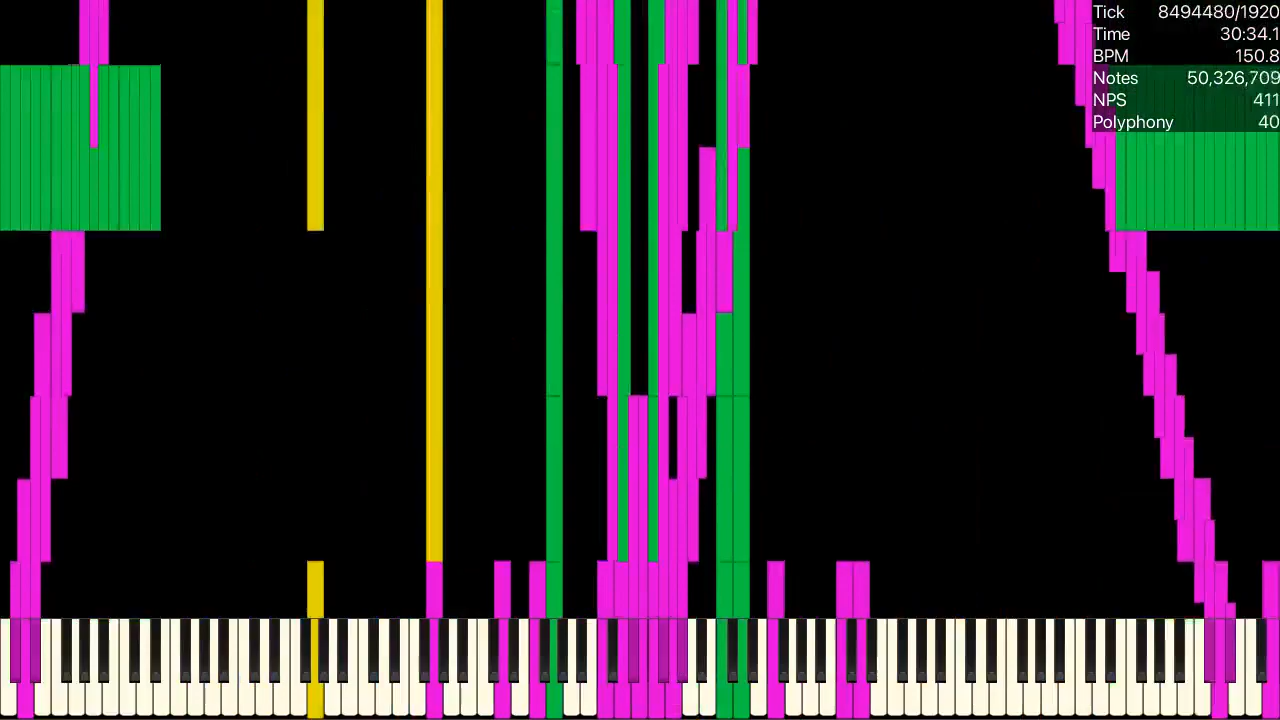 Tick 8494480/1920
Time 30:34.1
BPM 150.8
Notes 50,326,709
NPS 411
Polyphony 40